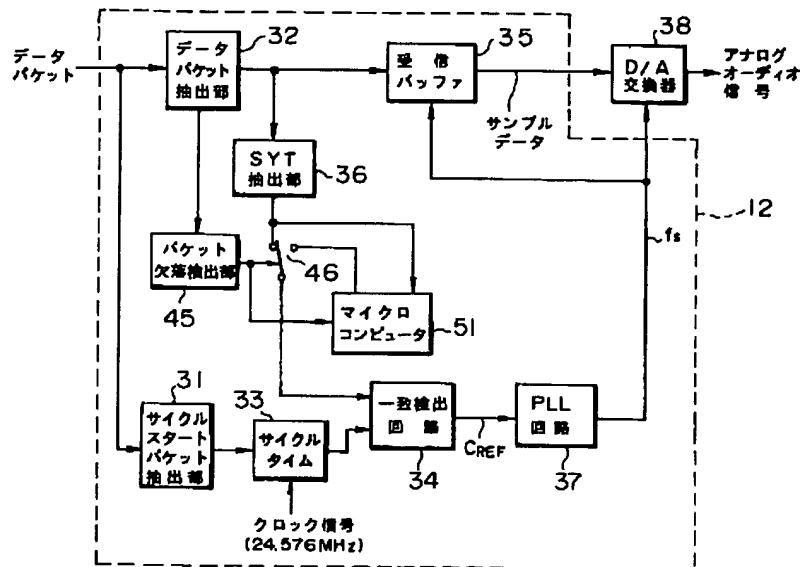 データ
パケット
32
データ
パケット
抽出部
35
受信
バッファ
38
D/A
交換器
アナログ
オーディオ
信号
サンプル
データ
SYT
抽出部
36
12
fs
パケット
欠落検出部
45
46
マイクロ
コンピュータ
51
31
サイクル
スタート
パケット
抽出部
33
サイクル
タイム
一致検出
回路
34
CREF
PLL
回路
37
クロック信号
(24.576MHz)